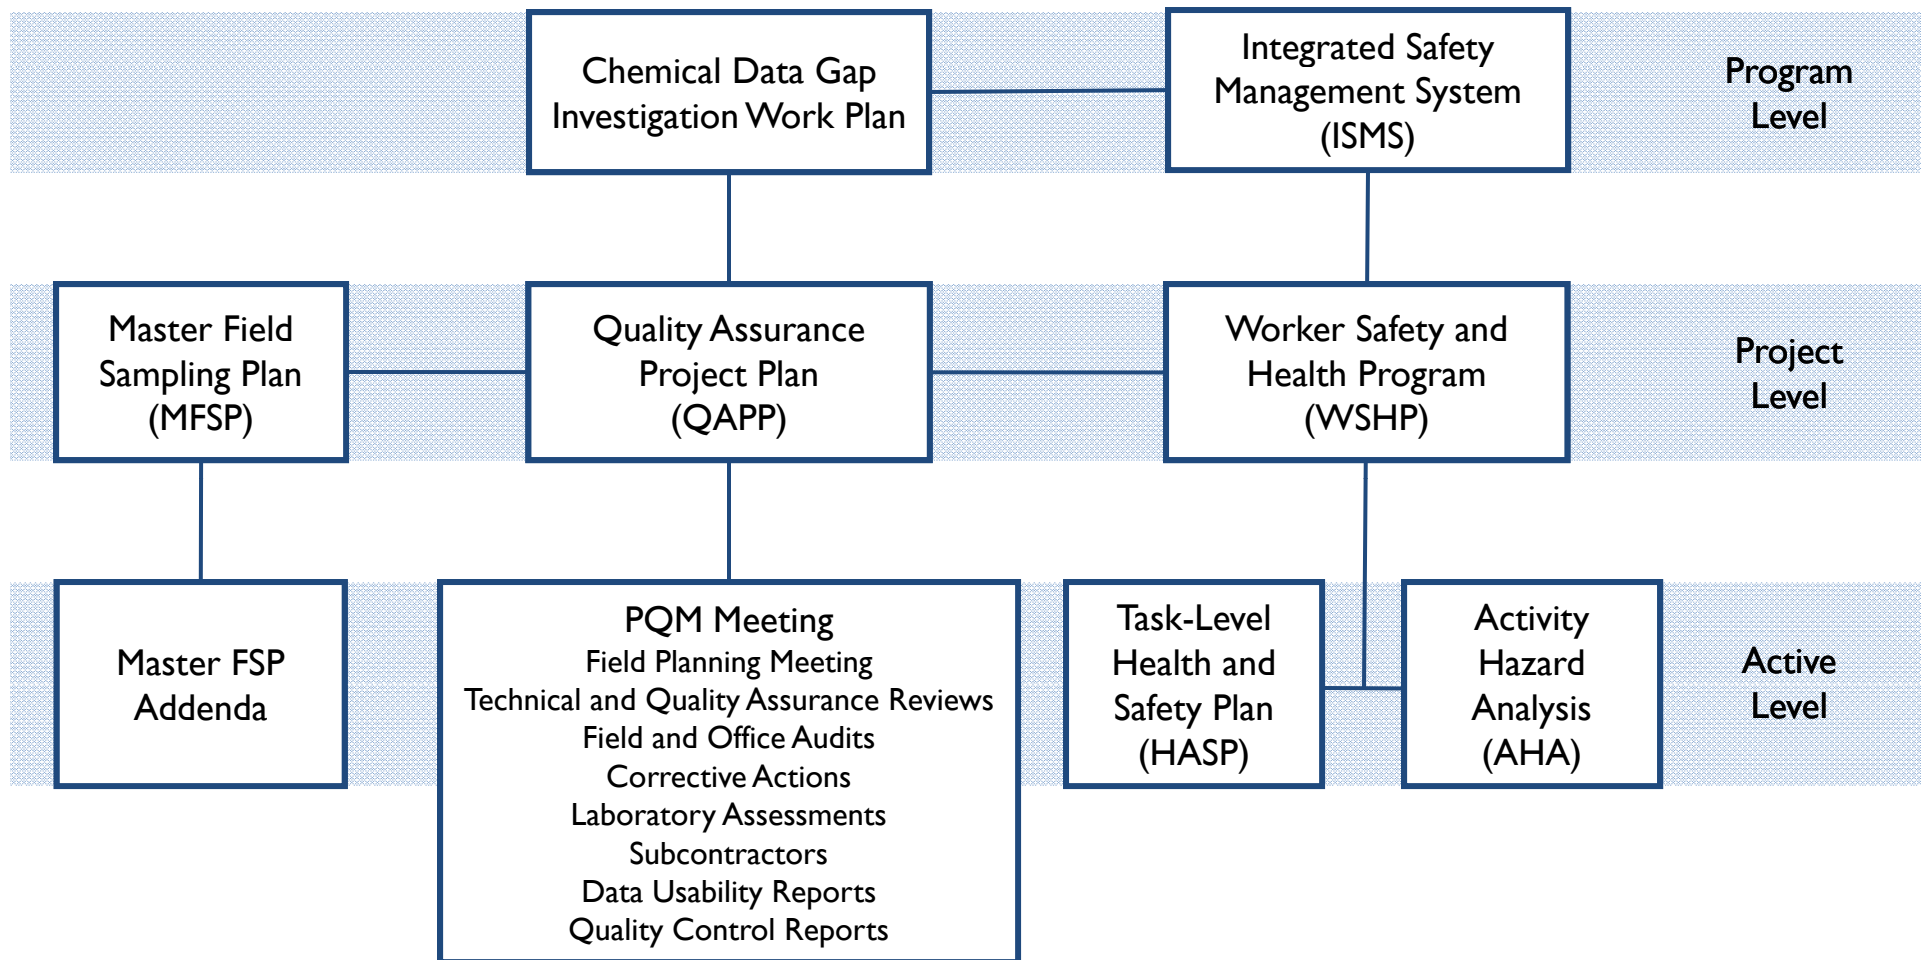 Chemical Data Gap
Investigation Work Plan
Integrated Safety
Management System
(ISMS)
Program
Level
Master Field
Sampling Plan
(MFSP)
Quality Assurance
Project Plan
(QAPP)
Worker Safety and
Health Program
(WSHP)
Project
Level
Master FSP
Addenda
PQM Meeting
Field Planning Meeting
Technical and Quality Assurance Reviews
Field and Office Audits
Corrective Actions
Laboratory Assessments
Subcontractors
Data Usability Reports
Quality Control Reports
Task-Level
Health and
Safety Plan
(HASP)
Activity
Hazard
Analysis
(AHA)
Active
Level